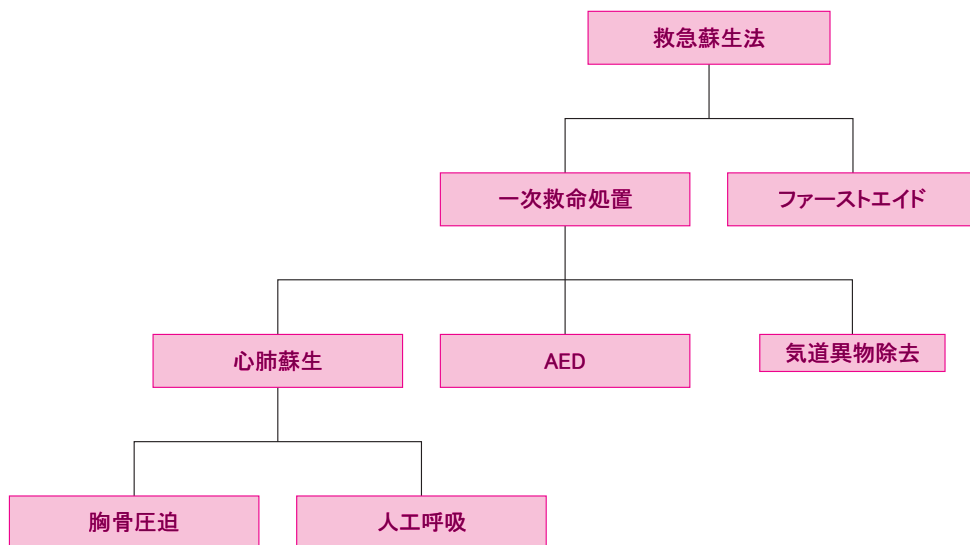 救急蘇生法
一次救命処置
ファーストエイド
心肺蘇生
AED
気道異物除去
胸骨圧迫
人工呼吸